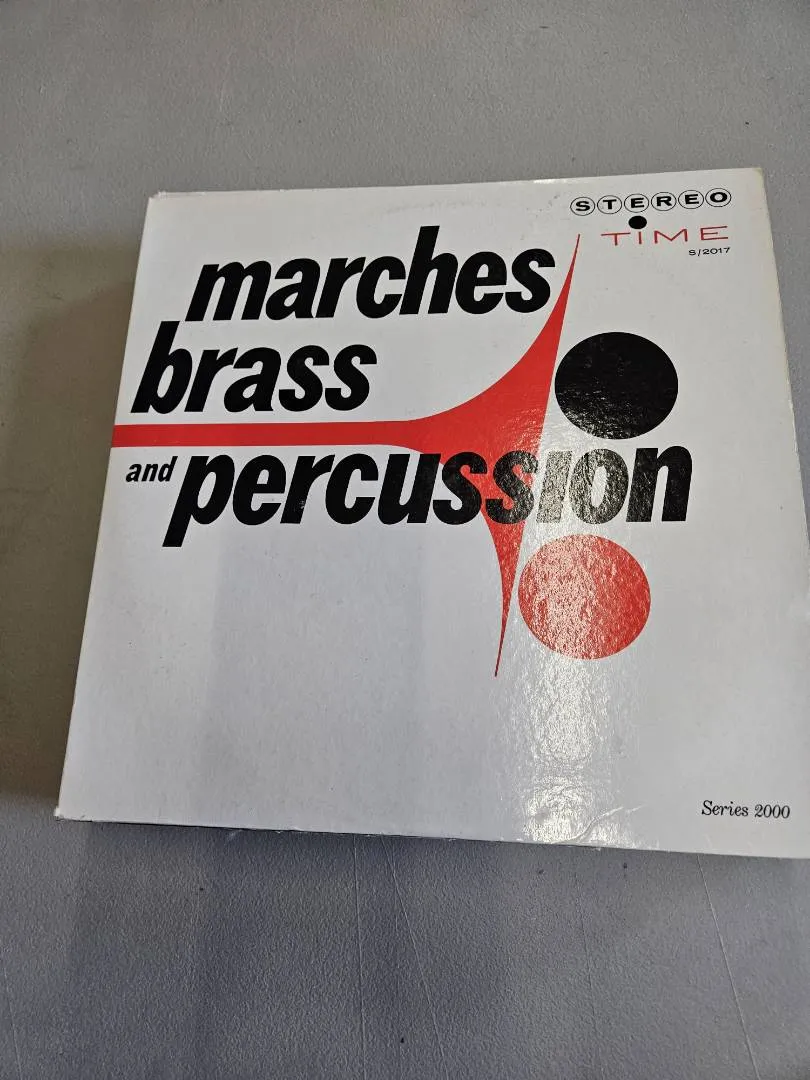 STEREO
TIME
S/2017
marches
brass
and percussion
Series 2000